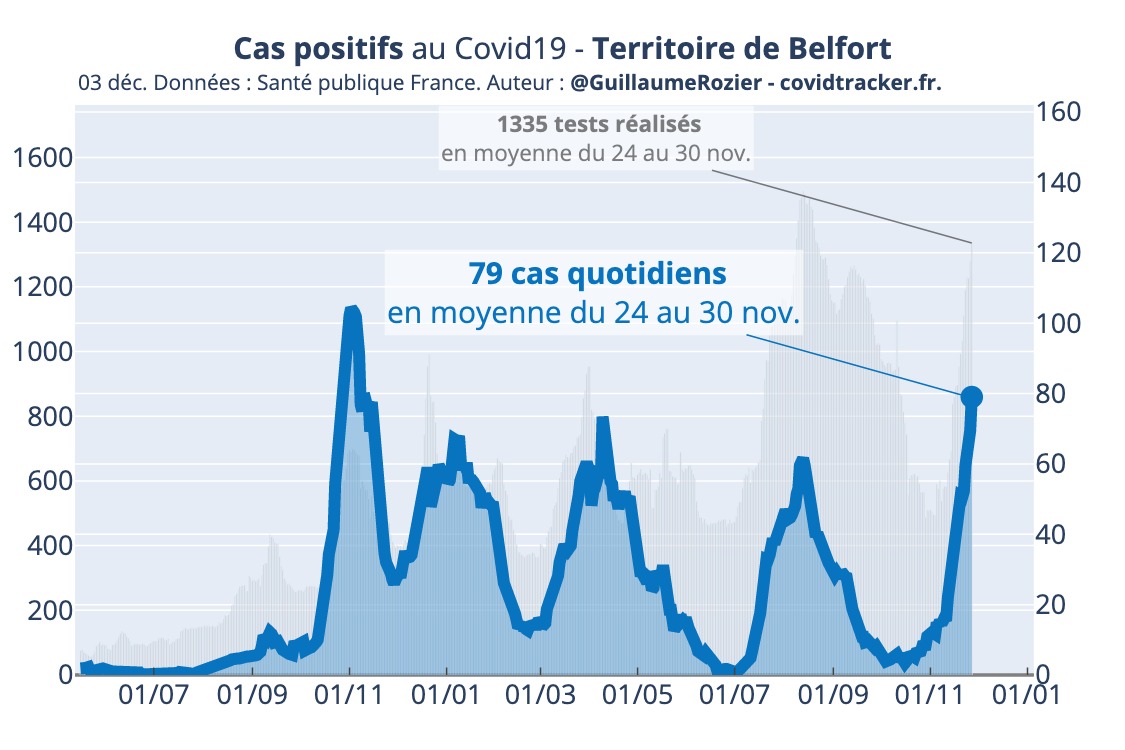 Cas positifs au Covid19 - Territoire de Belfort
03 déc. Données : Santé publique France. Auteur : @GuillaumeRozier - covidtracker.fr.
1335 tests réalisés
en moyenne du 24 au 30 nov.
79 cas quotidiens
en moyenne du 24 au 30 nov.
1600
1400
1200
1000
800
600
400
200
0
160
140
120
100
80
60
40
20
0
01/07 01/09 01/11 01/01 01/03 01/05 01/07 01/09 01/11 01/01